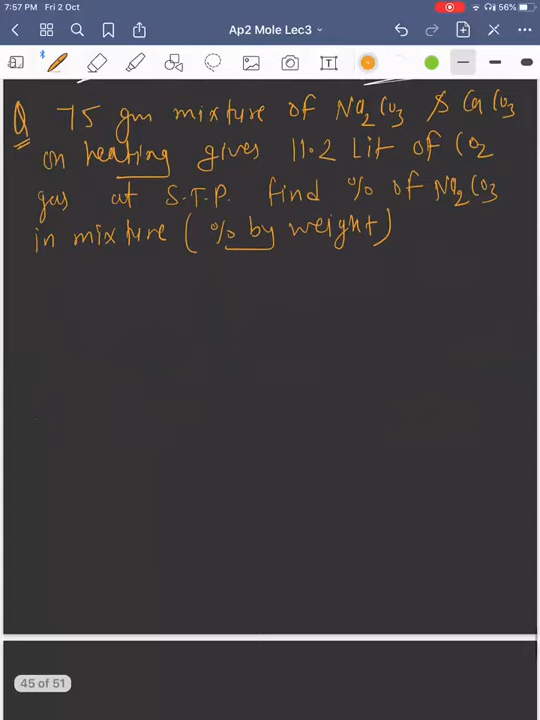 7:57 PM Fri 2 Oct 56%
Ap2 Mole Lec3
Q 75 gm mixture of Na2CO3 & CaCO3
on heating gives 11.2 Lit of CO2
gas at S.T.P. find % of Na2CO3
in mixture (% by weight)
45 of 51